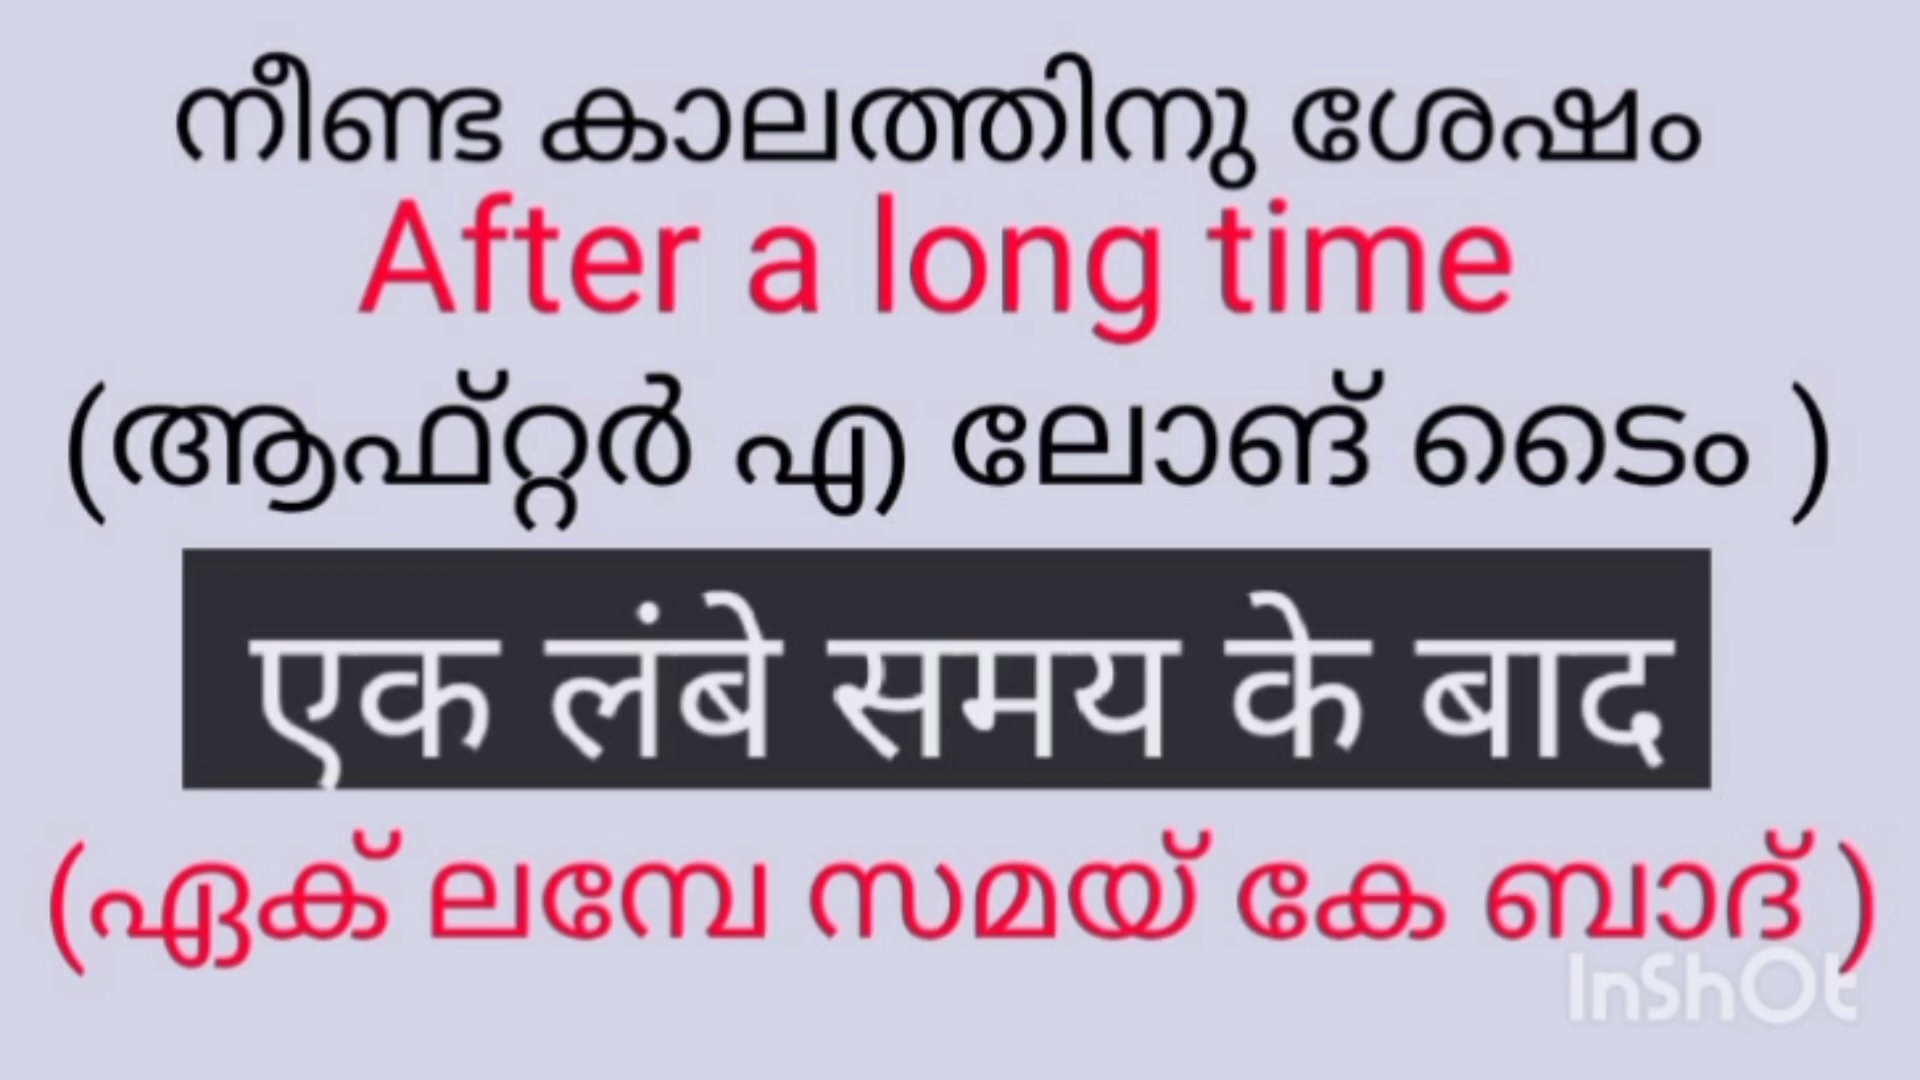 നീണ്ട കാലത്തിനു ശേഷം
After a long time
(ആഫ്റ്റർ എ ലോങ് ടൈം )
एक लंबे समय के बाद
(ഏക് ലമ്പേ സമയ് കേ ബാദ് )
InShOt